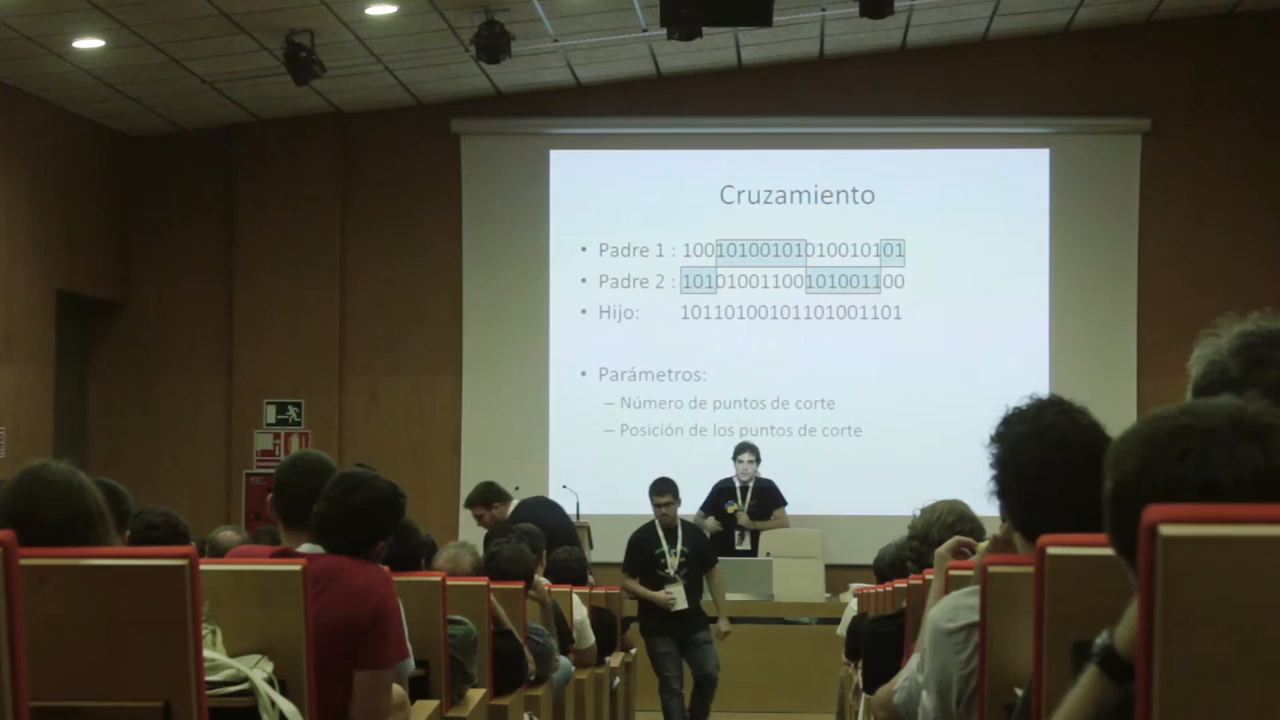 Cruzamiento
• Padre 1 : 10010100101010010101
• Padre 2 : 10101001100101001100
• Hijo: 10110100101101001101
• Parámetros:
– Número de puntos de corte
– Posición de los puntos de corte